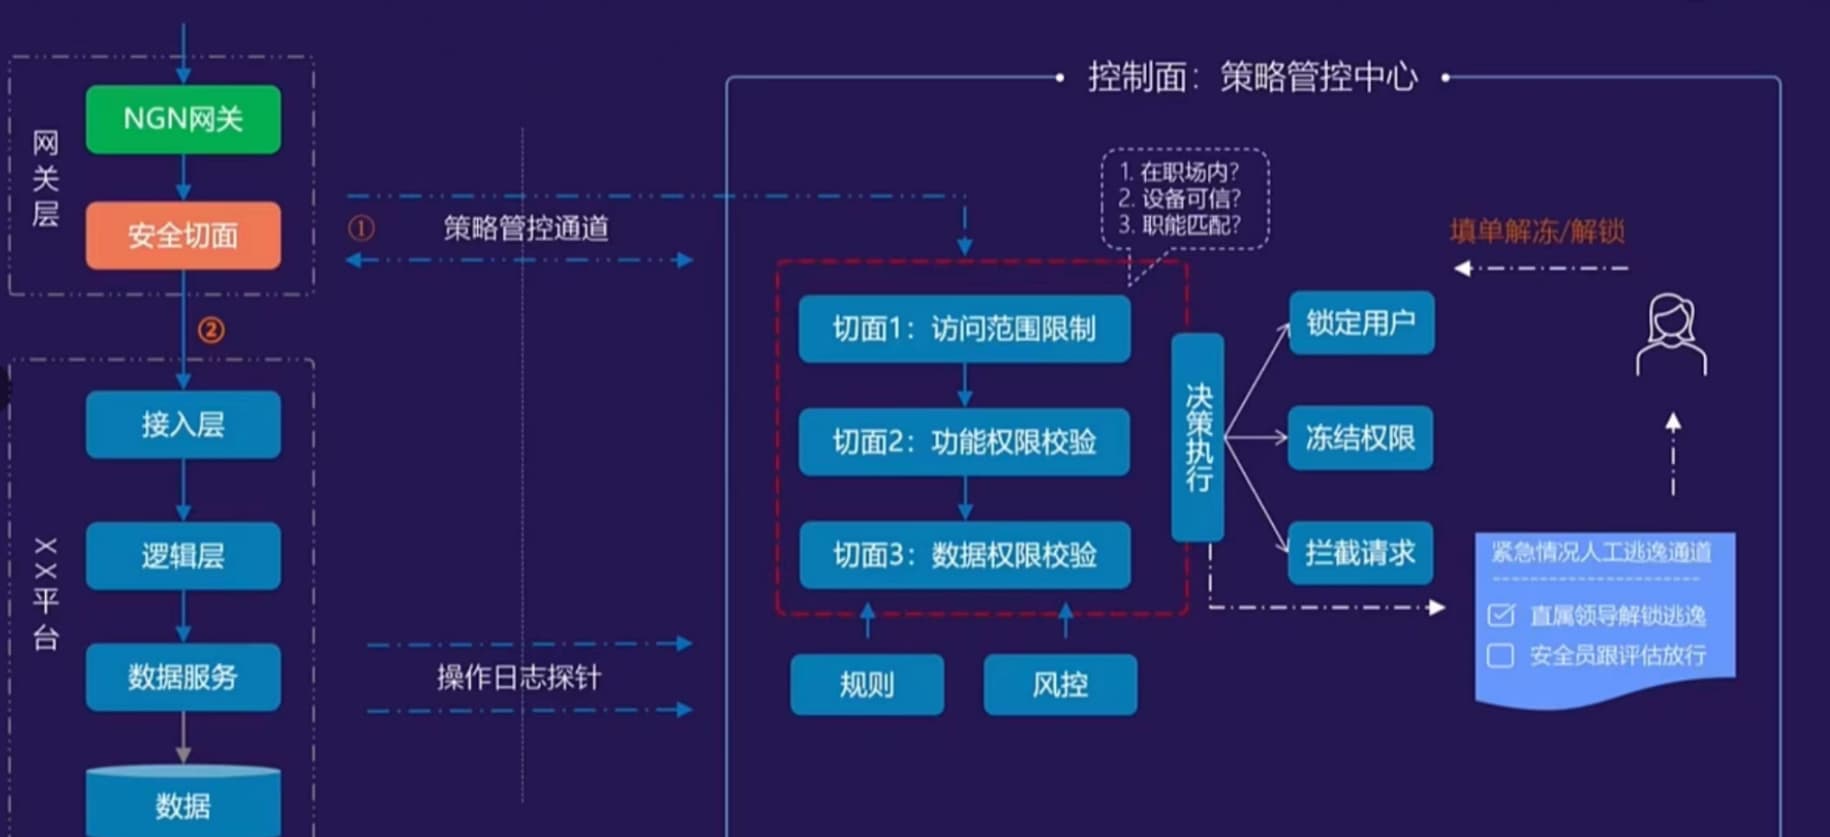 控制面：策略管控中心
网关层
NGN网关
安全切面
①
策略管控通道
②
1. 在职场内?
2. 设备可信?
3. 职能匹配?
填单解冻/解锁
切面1：访问范围限制
切面2：功能权限校验
切面3：数据权限校验
决策执行
锁定用户
冻结权限
拦截请求
XX平台
接入层
逻辑层
数据服务
数据
操作日志探针
规则
风控
紧急情况人工逃逸通道
直属领导解锁逃逸
安全员跟评估放行